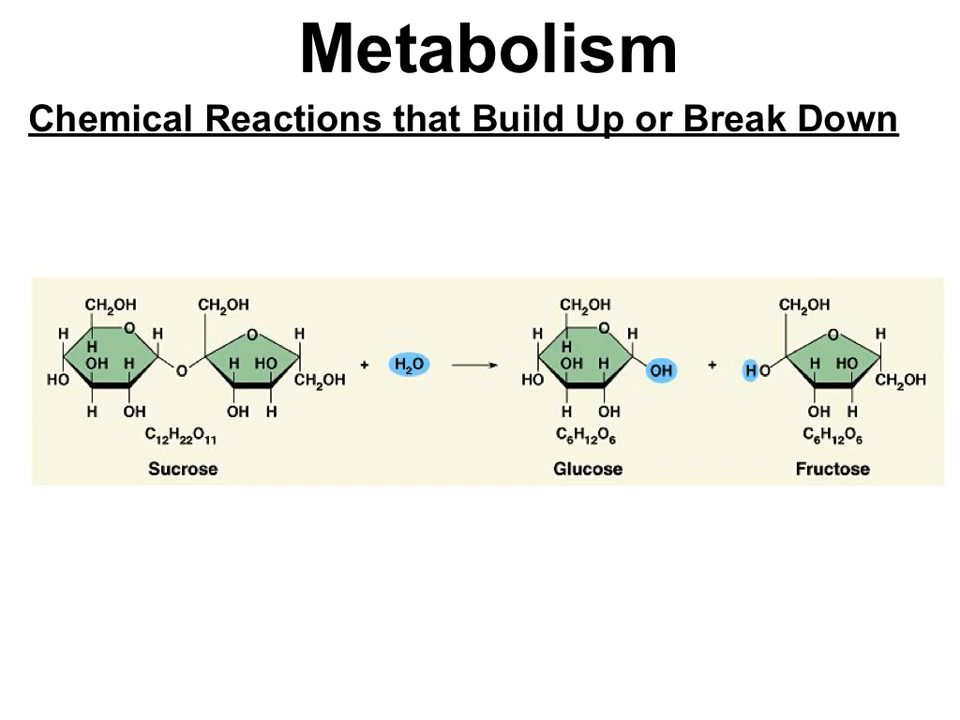 Metabolism
Chemical Reactions that Build Up or Break Down
CH₂OH CH₂OH CH₂OH CH₂OH
H O H O H H O H O H
H H
OH H H HO + H₂O OH H OH + HO H HO
HO O CH₂OH HO CH₂OH
H OH OH H H OH OH H
C₁₂H₂₂O₁₁ C₆H₁₂O₆ C₆H₁₂O₆
Sucrose Glucose Fructose